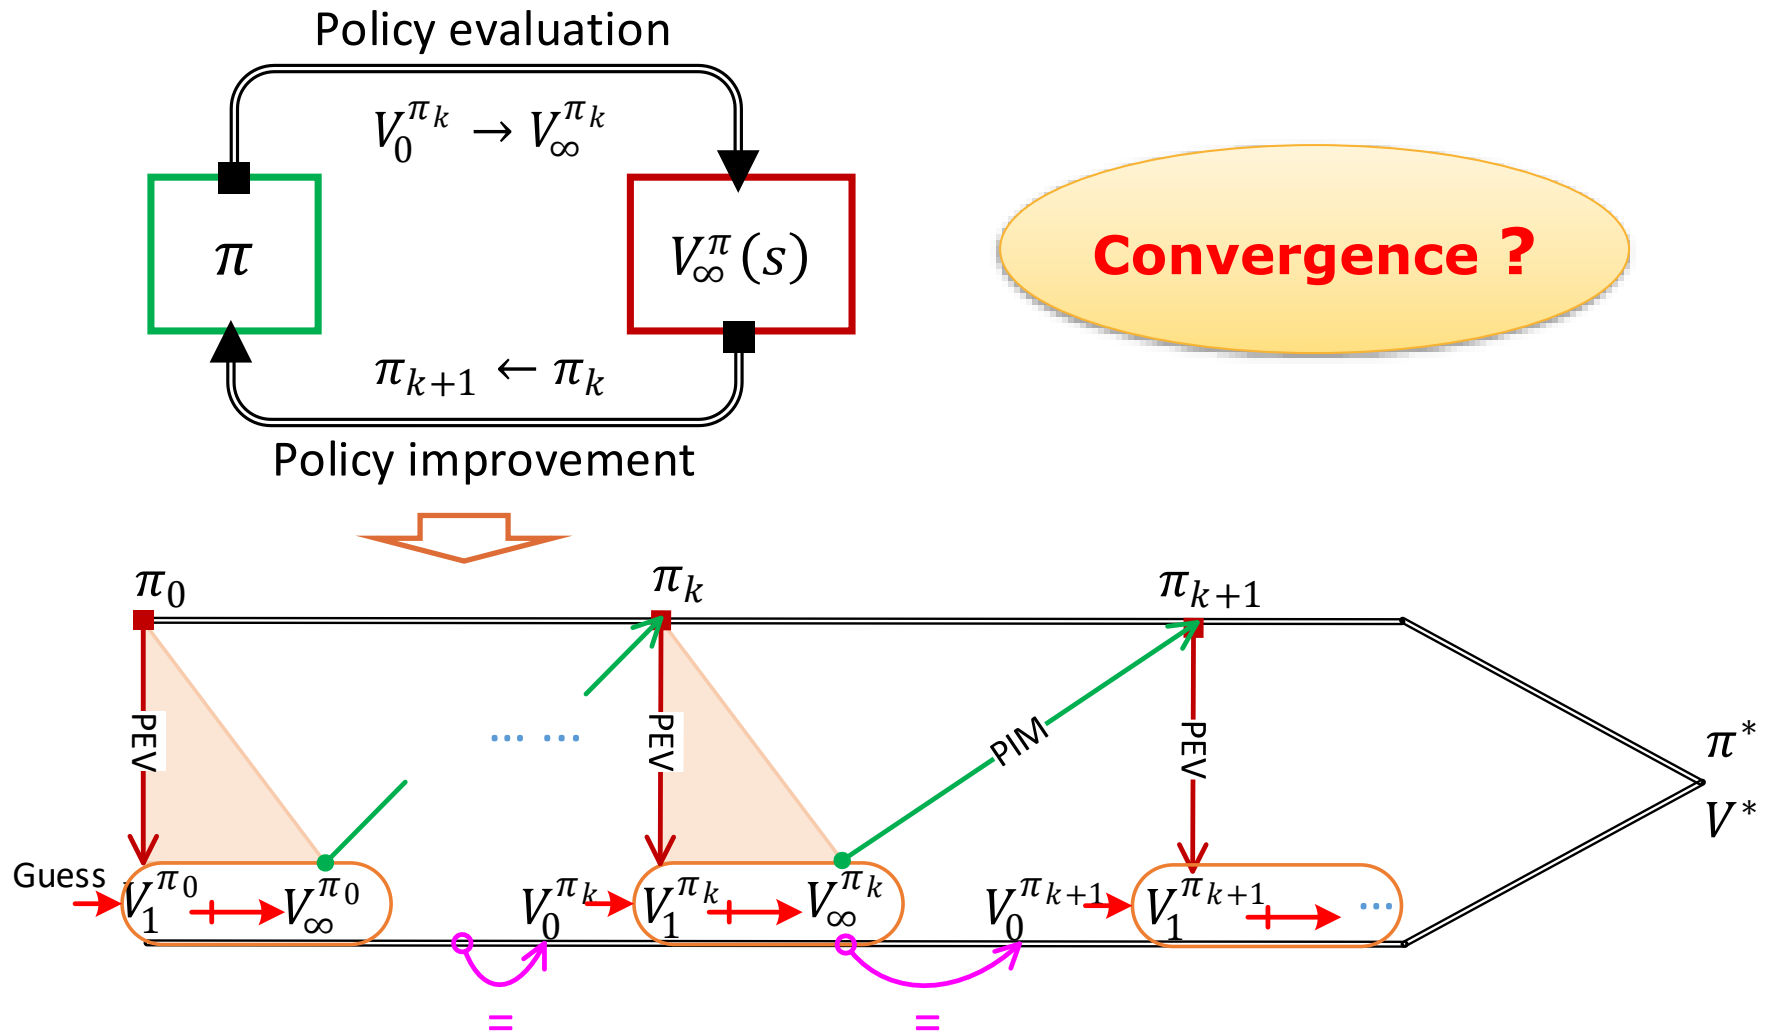 Policy evaluation
V_0^{π_k} → V_∞^{π_k}
π
V_∞^π(s)
Convergence ?
π_{k+1} ← π_k
Policy improvement
π_0
π_k
π_{k+1}
PEV
... ...
PEV
PIM
PEV
π*
V*
Guess
V_1^{π_0}
V_∞^{π_0}
V_0^{π_k}
V_1^{π_k}
V_∞^{π_k}
V_0^{π_{k+1}}
V_1^{π_{k+1}}
...
=
=